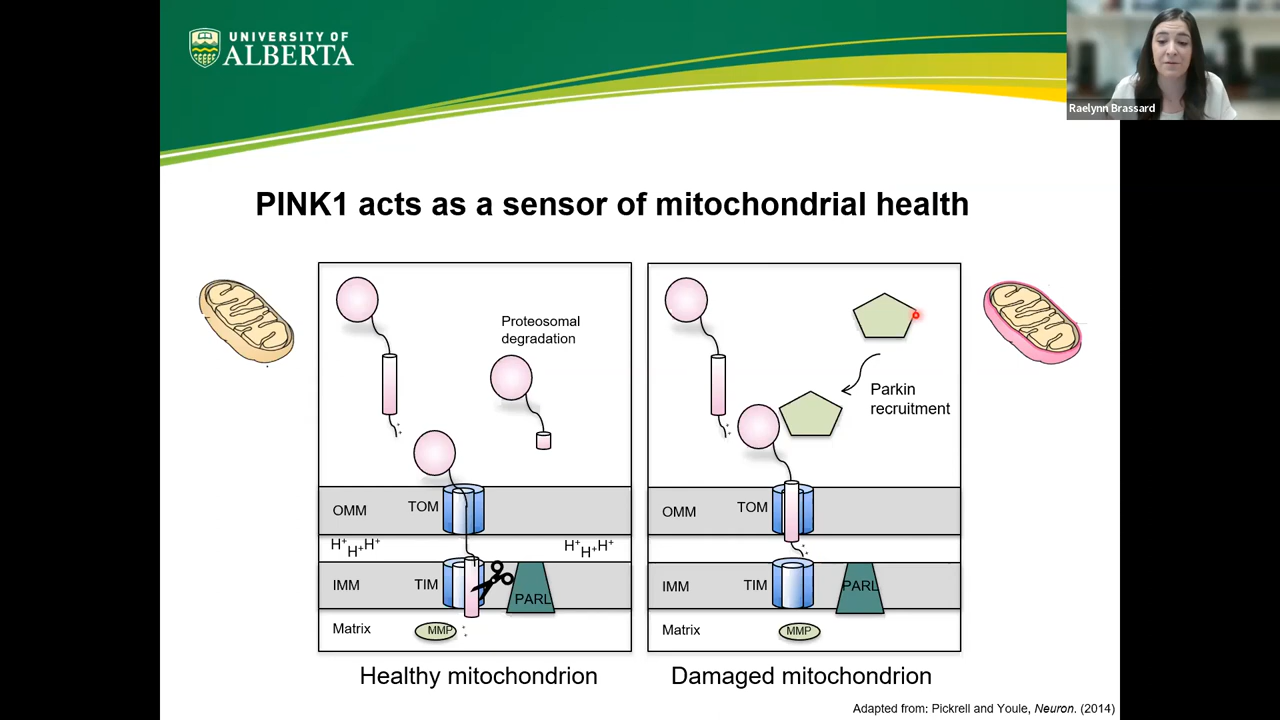 UNIVERSITY OF
ALBERTA
Raelynn Brassard
PINK1 acts as a sensor of mitochondrial health
Proteosomal
degradation
OMM
TOM
H+H+H+
H+H+H+
IMM
TIM
PARL
Matrix
MMP
Healthy mitochondrion
Parkin
recruitment
OMM
TOM
IMM
TIM
PARL
Matrix
MMP
Damaged mitochondrion
Adapted from: Pickrell and Youle, Neuron. (2014)